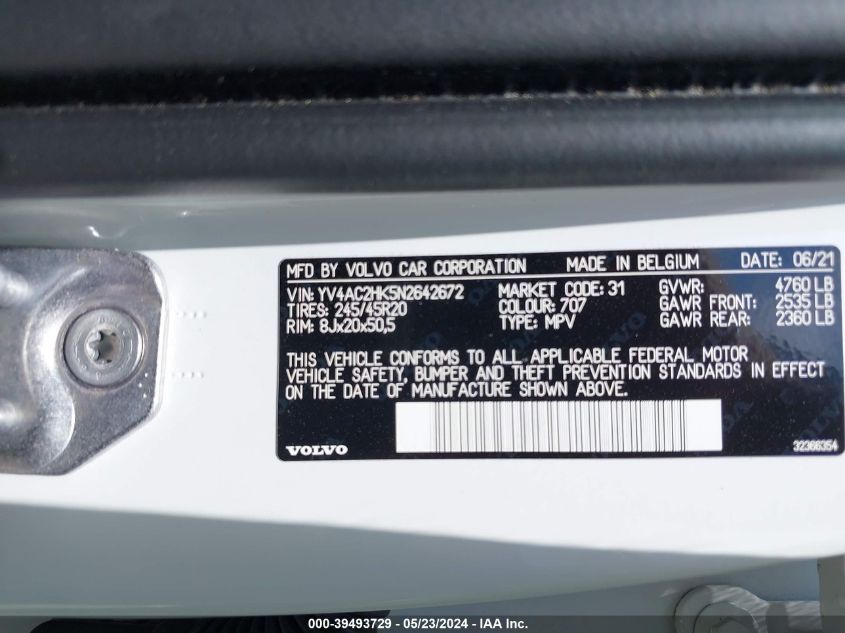 MFD BY VOLVO CAR CORPORATION MADE IN BELGIUM DATE: 06/21
VIN: YV4AC2HK5N2642672 MARKET CODE: 31 GVWR: 4760 LB
TIRES: 245/45R20 COLOUR: 707 GAWR FRONT: 2535 LB
RIM: 8Jx20x50,5 TYPE: MPV GAWR REAR: 2360 LB
THIS VEHICLE CONFORMS TO ALL APPLICABLE FEDERAL MOTOR
VEHICLE SAFETY, BUMPER AND THEFT PREVENTION STANDARDS IN EFFECT
ON THE DATE OF MANUFACTURE SHOWN ABOVE.
VOLVO 32366354
000-39493729 - 05/23/2024 - IAA Inc.